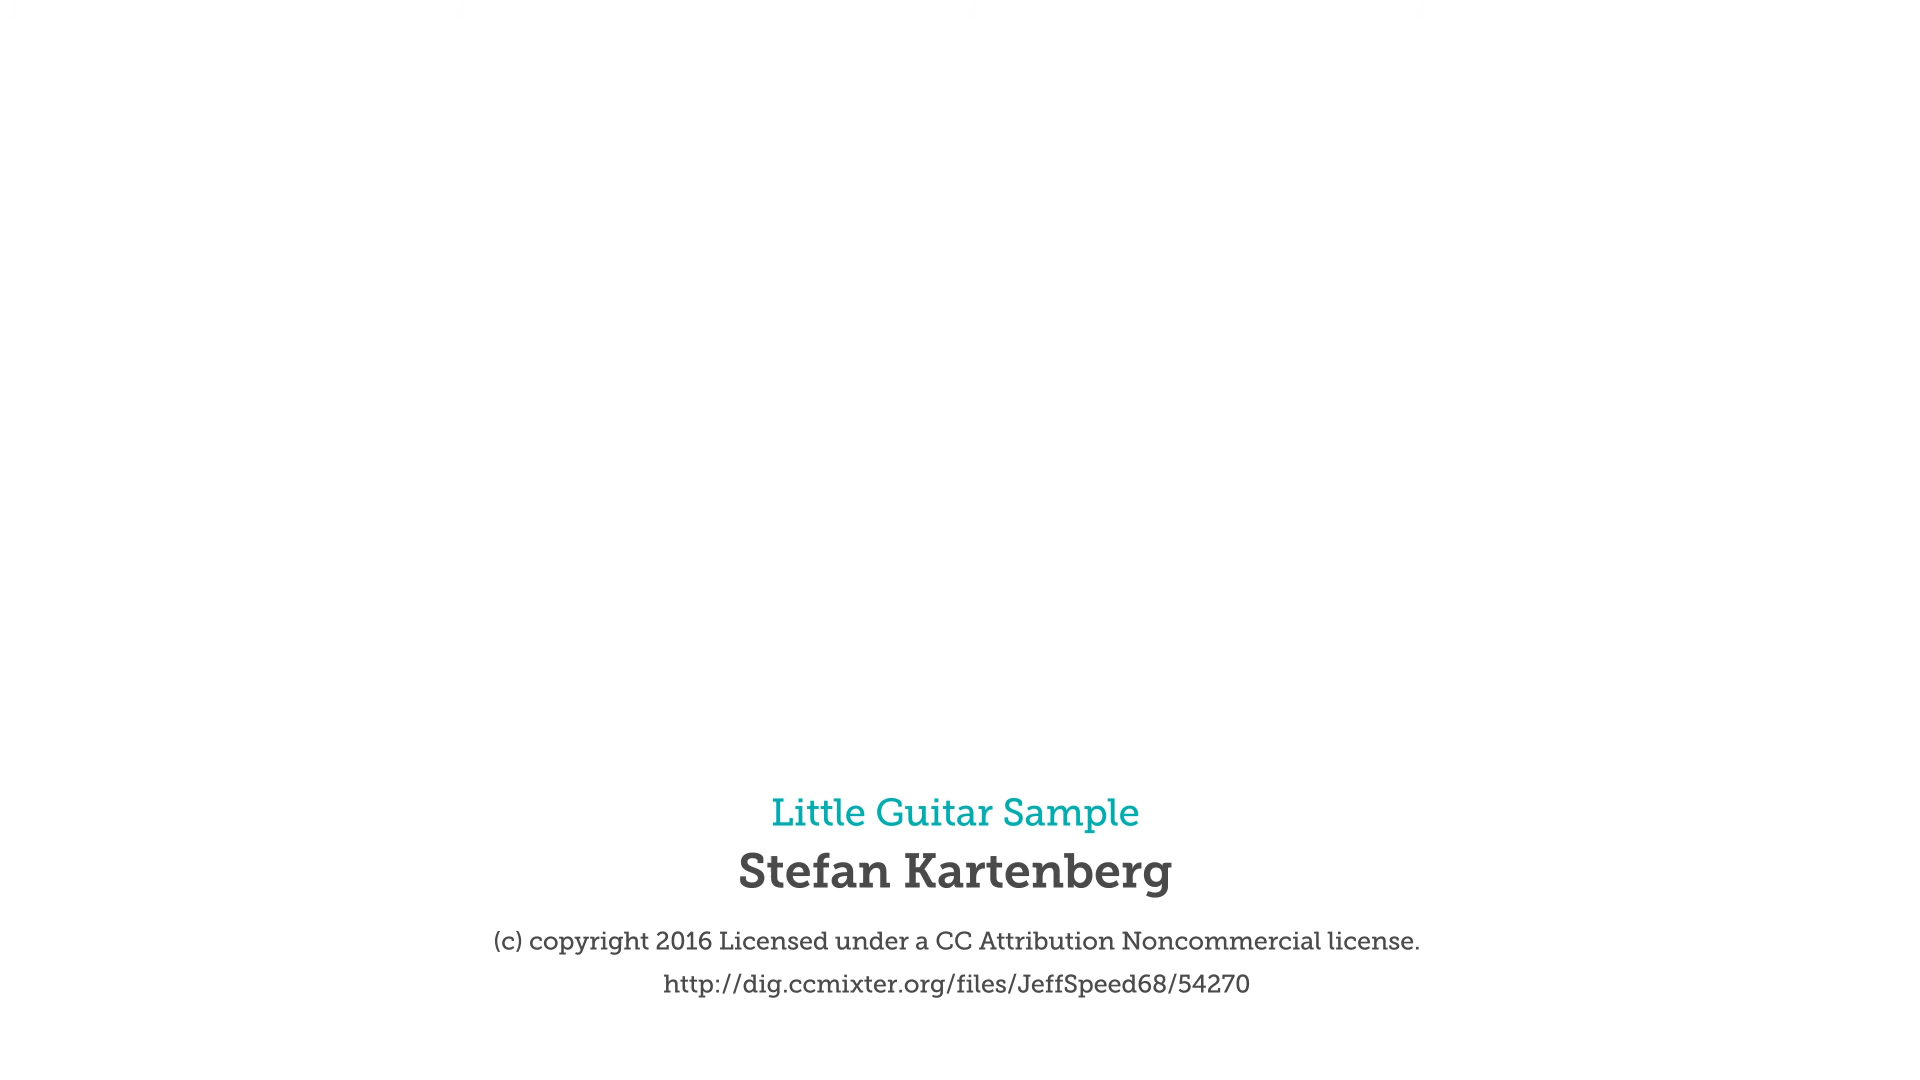 Little Guitar Sample
Stefan Kartenberg
(c) copyright 2016 Licensed under a CC Attribution Noncommercial license.
http://dig.ccmixter.org/files/JeffSpeed68/54270